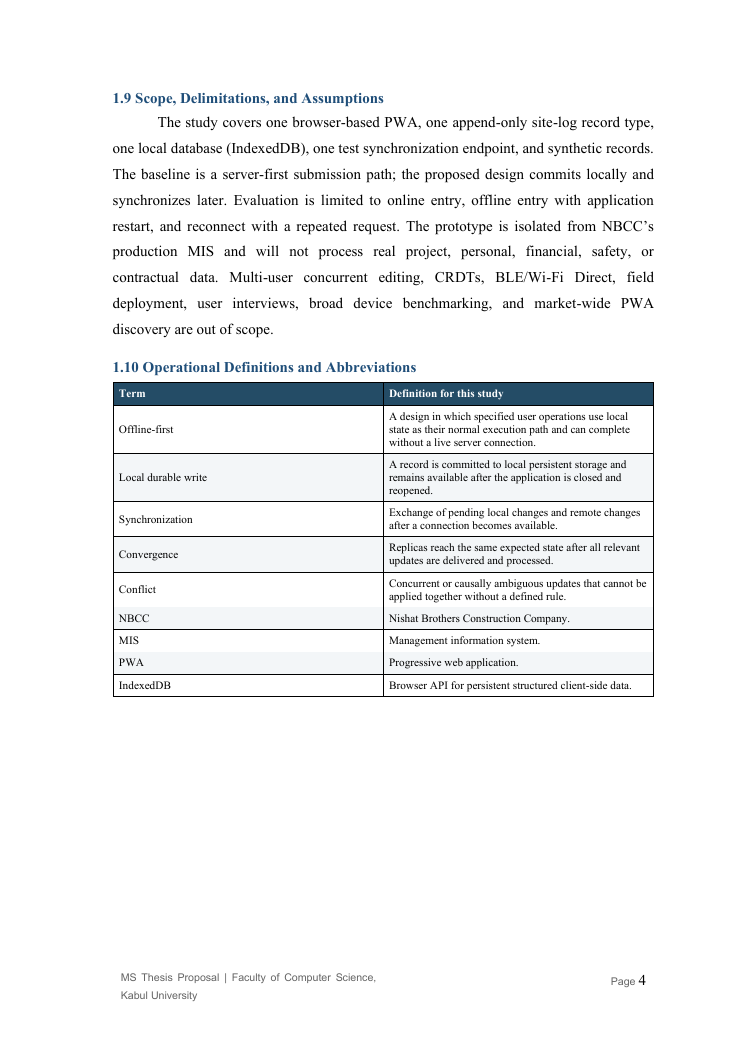 1.9 Scope, Delimitations, and Assumptions
The study covers one browser-based PWA, one append-only site-log record type,
one local database (IndexedDB), one test synchronization endpoint, and synthetic records.
The baseline is a server-first submission path; the proposed design commits locally and
synchronizes later. Evaluation is limited to online entry, offline entry with application
restart, and reconnect with a repeated request. The prototype is isolated from NBCC’s
production MIS and will not process real project, personal, financial, safety, or
contractual data. Multi-user concurrent editing, CRDTs, BLE/Wi-Fi Direct, field
deployment, user interviews, broad device benchmarking, and market-wide PWA
discovery are out of scope.
1.10 Operational Definitions and Abbreviations
Term
Definition for this study
Offline-first
A design in which specified user operations use local
state as their normal execution path and can complete
without a live server connection.
Local durable write
A record is committed to local persistent storage and
remains available after the application is closed and
reopened.
Synchronization
Exchange of pending local changes and remote changes
after a connection becomes available.
Convergence
Replicas reach the same expected state after all relevant
updates are delivered and processed.
Conflict
Concurrent or causally ambiguous updates that cannot be
applied together without a defined rule.
NBCC
Nishat Brothers Construction Company.
MIS
Management information system.
PWA
Progressive web application.
IndexedDB
Browser API for persistent structured client-side data.
MS Thesis Proposal | Faculty of Computer Science,
Kabul University
Page 4